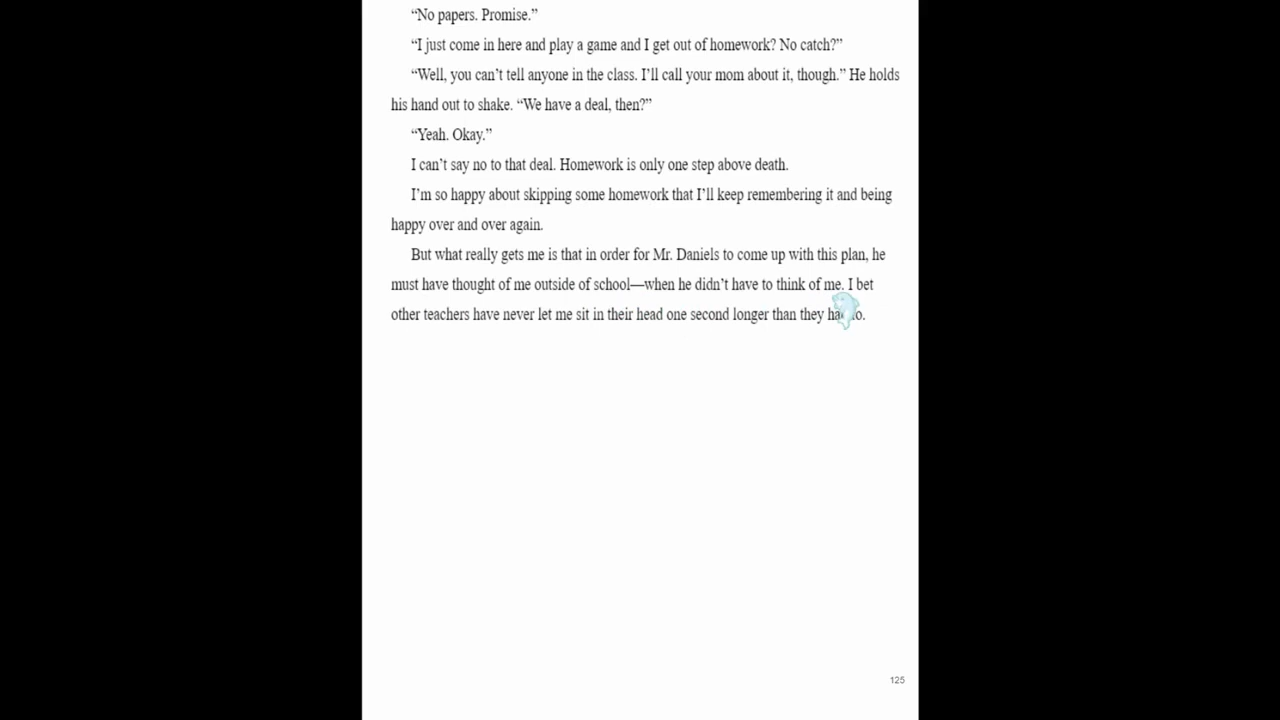 “No papers. Promise.”
“I just come in here and play a game and I get out of homework? No catch?”
“Well, you can’t tell anyone in the class. I’ll call your mom about it, though.” He holds
his hand out to shake. “We have a deal, then?”
“Yeah. Okay.”
I can’t say no to that deal. Homework is only one step above death.
I’m so happy about skipping some homework that I’ll keep remembering it and being
happy over and over again.
But what really gets me is that in order for Mr. Daniels to come up with this plan, he
must have thought of me outside of school—when he didn’t have to think of me. I bet
other teachers have never let me sit in their head one second longer than they
125